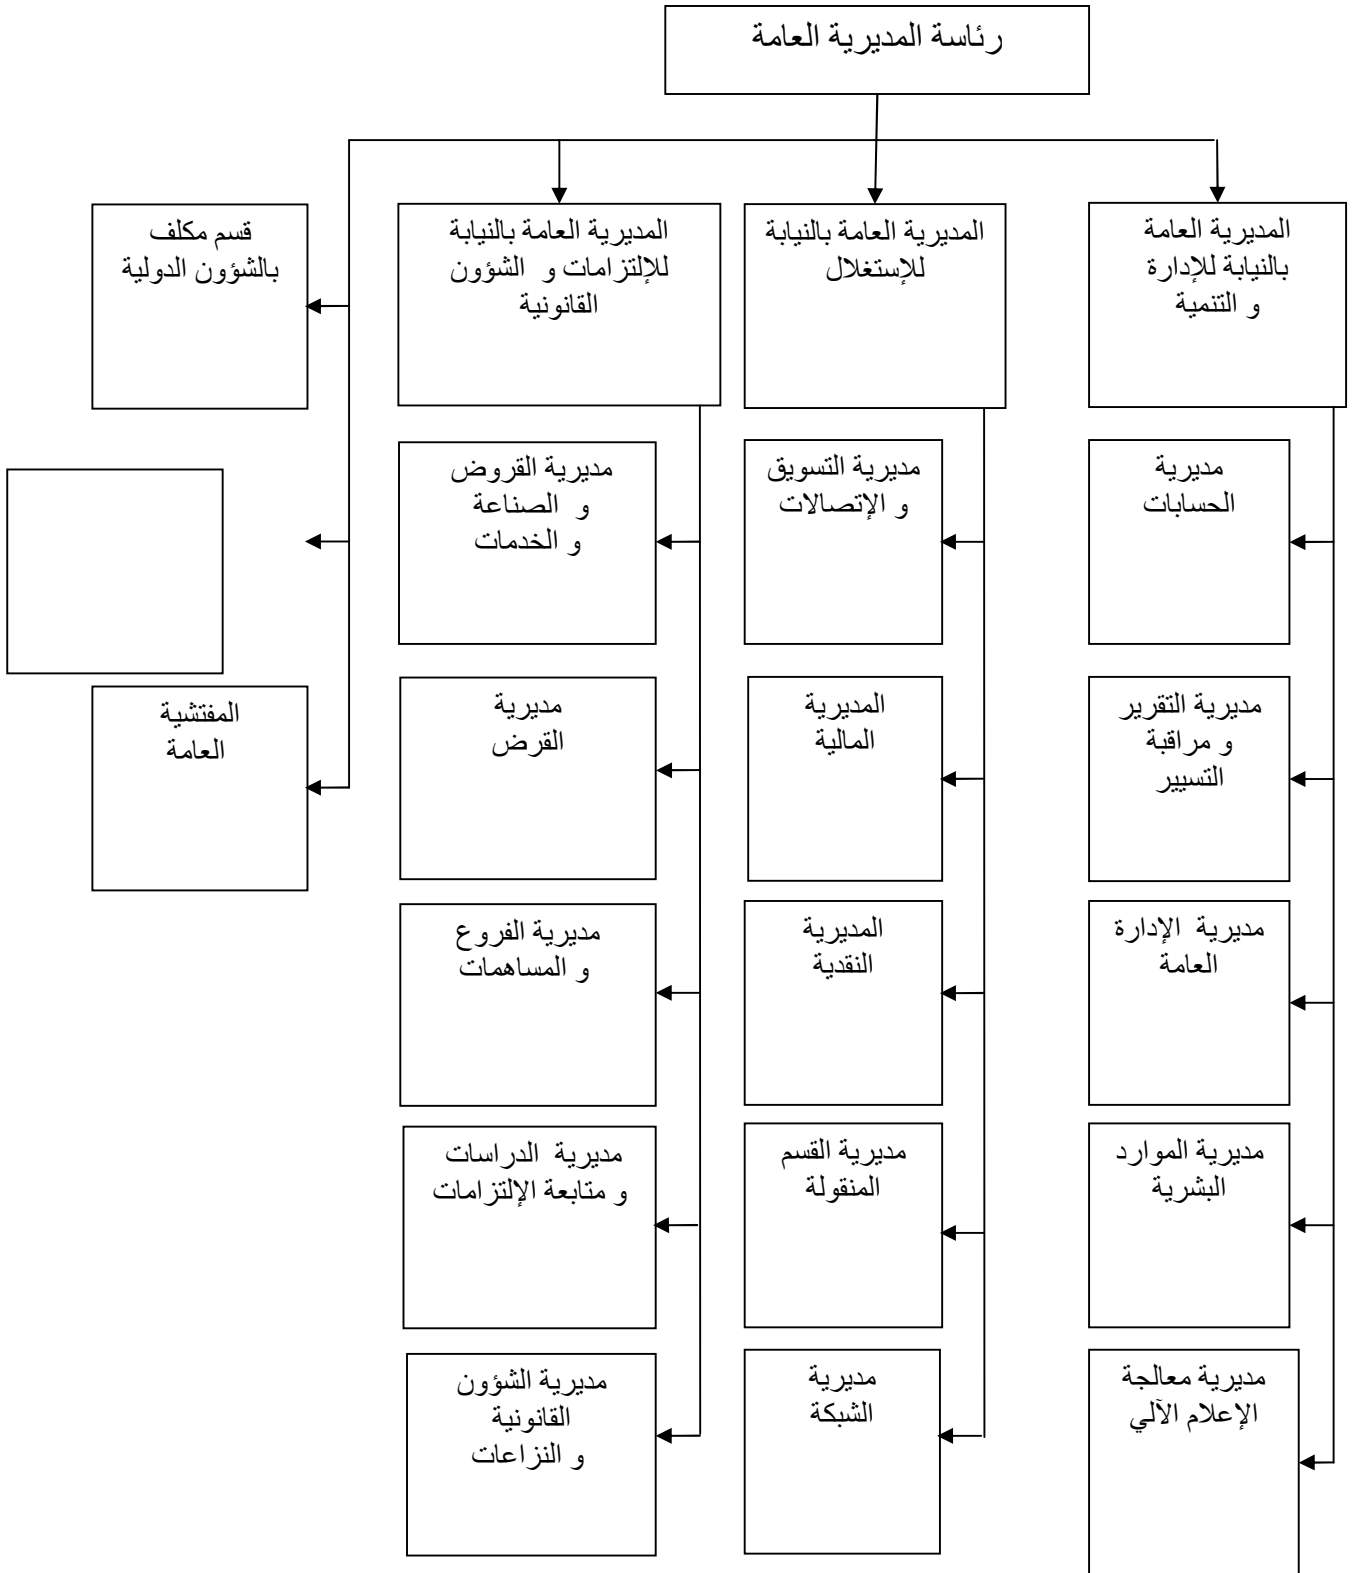 رئاسة المديرية العامة
المديرية العامة
بالنيابة للإدارة
و التنمية
المديرية العامة بالنيابة
للإستغلال
المديرية العامة بالنيابة
للإلتزامات و الشؤون
القانونية
قسم مكلف
بالشؤون الدولية
مديرية
الحسابات
مديرية التسويق
و الإتصالات
مديرية القروض
و الصناعة
و الخدمات
مديرية التقرير
و مراقبة
التسيير
المديرية
المالية
مديرية
القرض
المفتشية
العامة
مديرية الإدارة
العامة
المديرية
النقدية
مديرية الفروع
و المساهمات
مديرية الموارد
البشرية
مديرية القسم
المنقولة
مديرية الدراسات
و متابعة الإلتزامات
مديرية معالجة
الإعلام الآلي
مديرية
الشبكة
مديرية الشؤون
القانونية
و النزاعات